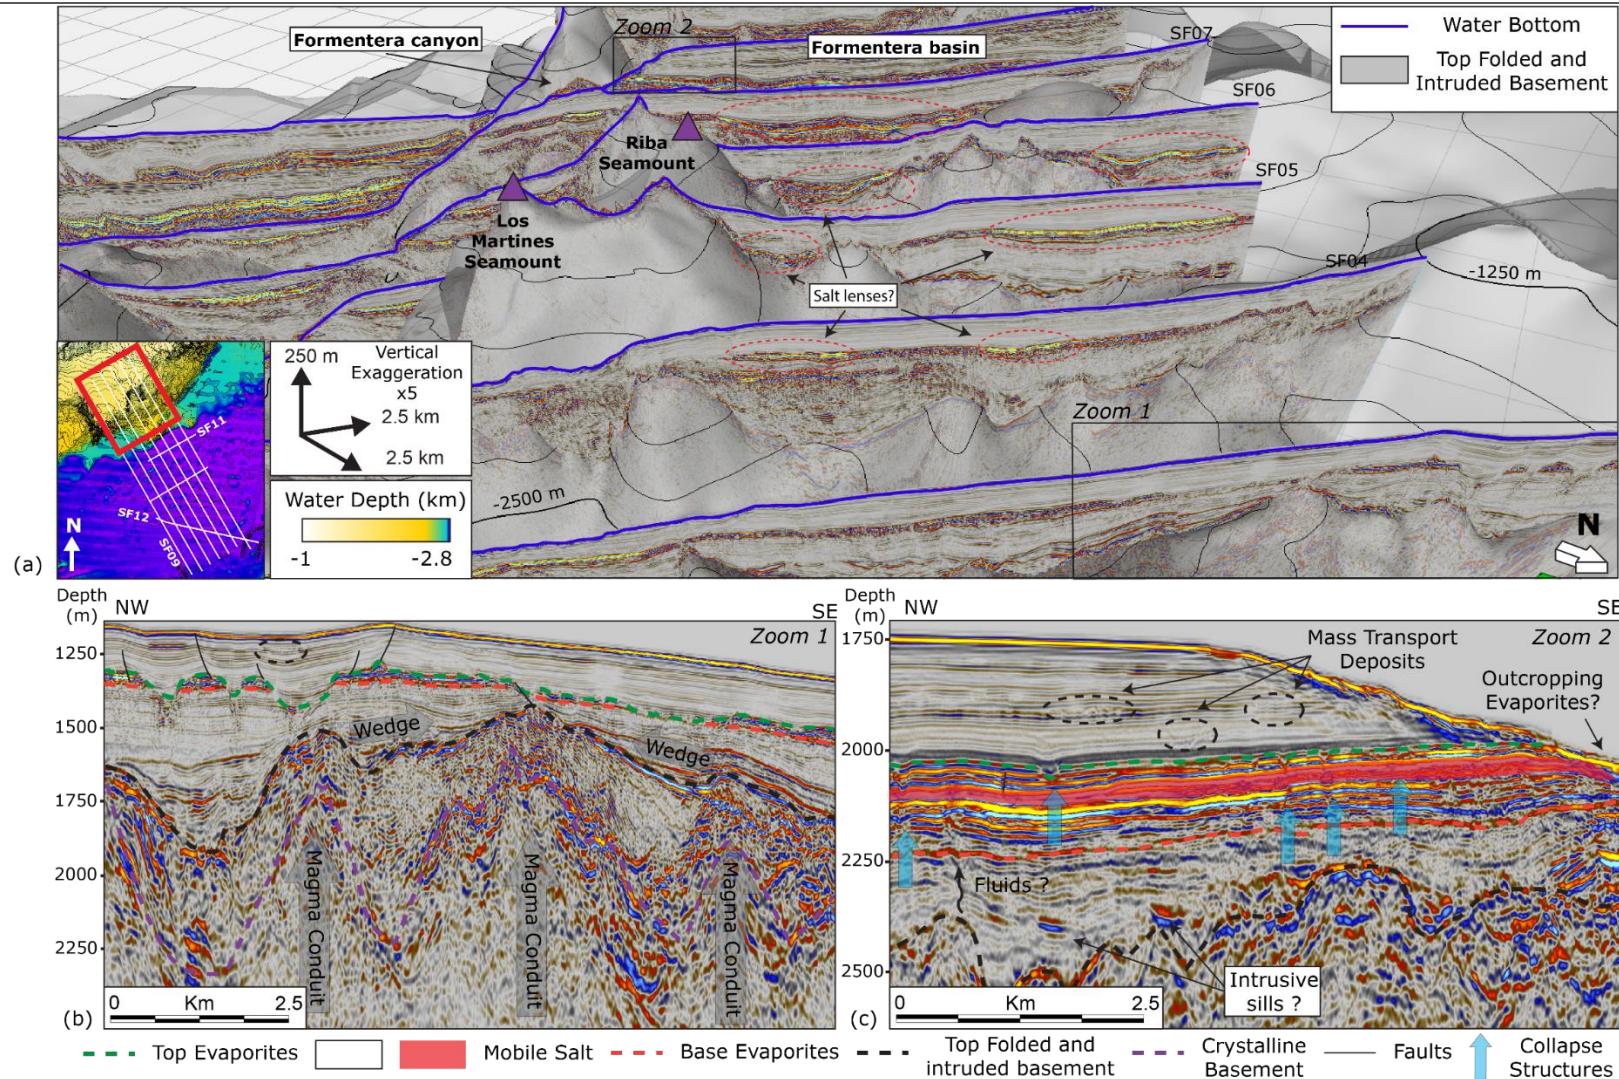 (a)
Formentera canyon
Zoom 2
Formentera basin
SF07
Water Bottom
Top Folded and
Intruded Basement
SF06
SF05
SF04
Riba
Seamount
Los
Martines
Seamount
Salt lenses?
-1250 m
-2500 m
Zoom 1
N
250 m
Vertical
Exaggeration
x5
2.5 km
2.5 km
Water Depth (km)
-1
-2.8
SF11
SF12
SF09
N
Depth
(m)
NW
SE
Zoom 1
1250
1500
1750
2000
2250
Wedge
Wedge
Magma Conduit
Magma Conduit
Magma Conduit
0
Km
2.5
(b)
Depth
(m)
NW
SE
Zoom 2
1750
2000
2250
2500
Mass Transport
Deposits
Outcropping
Evaporites?
Fluids ?
Intrusive
sills ?
0
Km
2.5
(c)
Top Evaporites
Mobile Salt
Base Evaporites
Top Folded and
intruded basement
Crystalline
Basement
Faults
Collapse
Structures